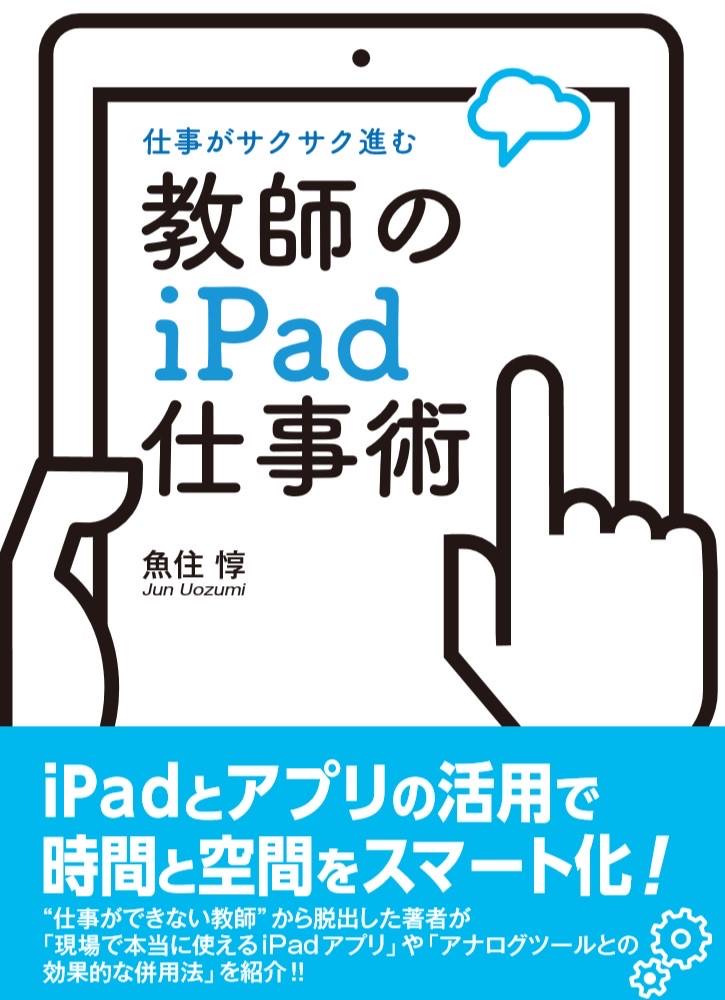 仕事がサクサク進む
教師の
iPad
仕事術
魚住 惇
Jun Uozumi
iPadとアプリの活用で
時間と空間をスマート化!
“仕事ができない教師”から脱出した著者が
「現場で本当に使えるiPadアプリ」や「アナログツールとの
効果的な併用法」を紹介!!